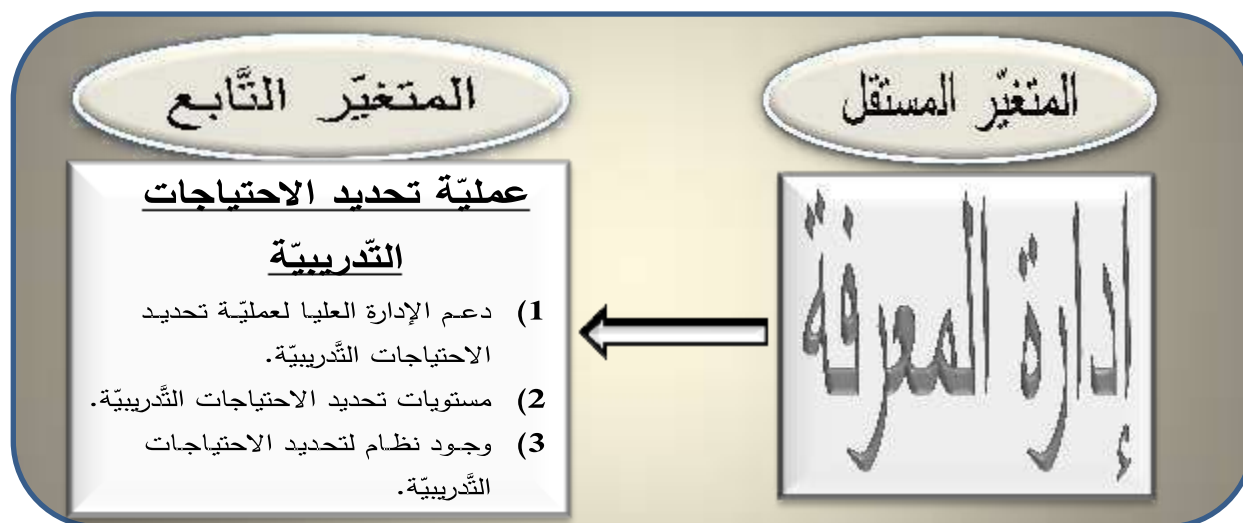 المتغيّر المستقل
إدارة المعرفة
المتغيّر التَّابع
عمليّة تحديد الاحتياجات
التّدريبيّة
1) دعم الإدارة العليا لعمليّة تحديد
الاحتياجات التَّدريبيّة.
2) مستويات تحديد الاحتياجات التَّدريبيّة.
3) وجود نظام لتحديد الاحتياجات
التَّدريبيّة.